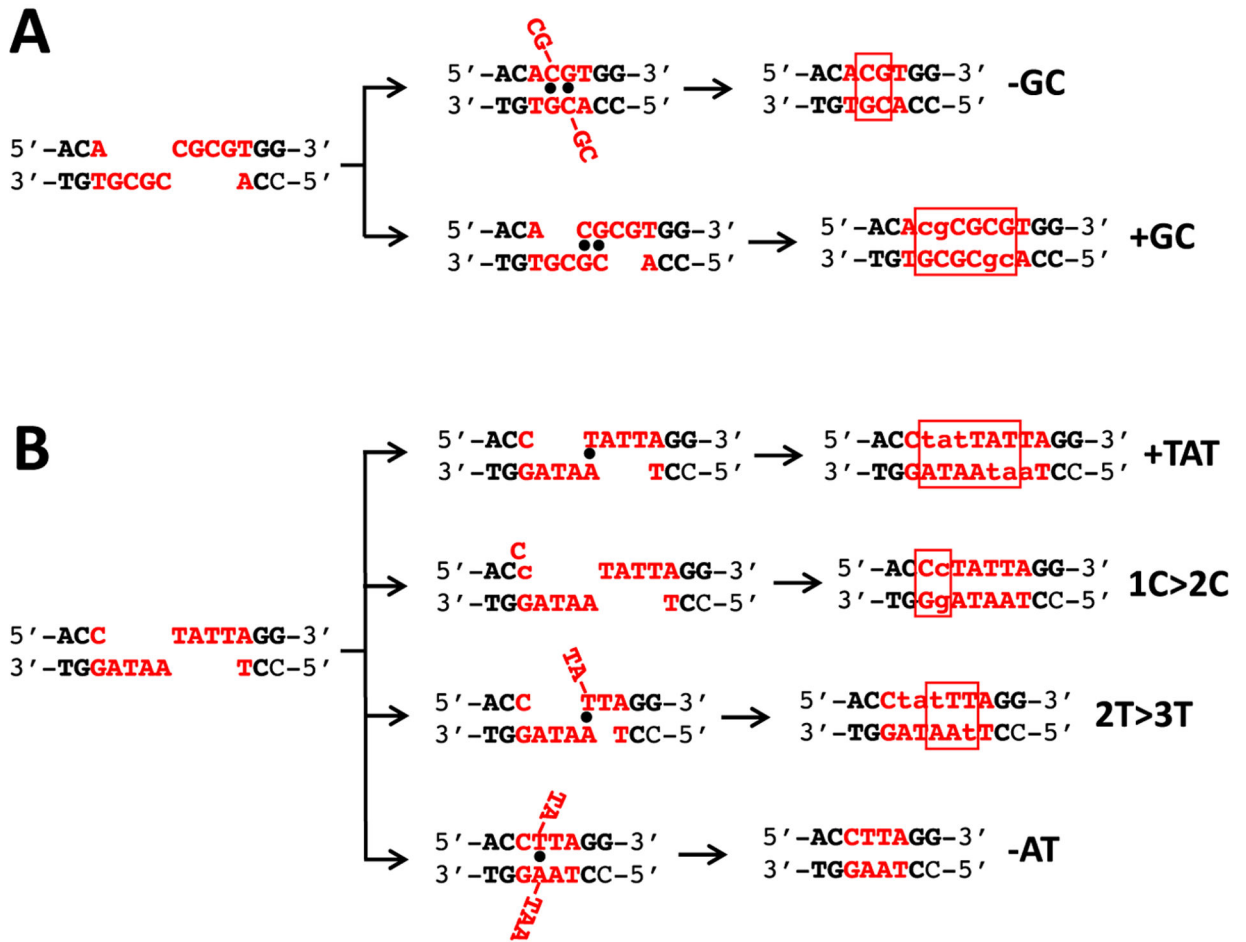 A
CG
5′-ACACGTGG-3′
3′-TGTGCACC-5′
GC
5′-ACACGTGG-3′
3′-TGTGCACC-5′
-GC
5′-ACA CGCGTGG-3′
3′-TGTGCGC ACC-5′
5′-ACA CGCGTGG-3′
3′-TGTGCGC ACC-5′
5′-ACAcgCGCGTGG-3′
3′-TGTGCGCgcACC-5′
+GC
B
5′-ACC TATTAGG-3′
3′-TGGATAA TCC-5′
5′-ACCtatTATTAGG-3′
3′-TGGATAAtaaTCC-5′
+TAT
C
5′-ACc TATTAGG-3′
3′-TGGATAA TCC-5′
5′-ACCcTATTAGG-3′
3′-TGGgATAATCC-5′
1C>2C
5′-ACC TATTAGG-3′
3′-TGGATAA TCC-5′
TA
5′-ACC TTAGG-3′
3′-TGGATAA TCC-5′
5′-ACCtatTTAGG-3′
3′-TGGATAAtTCC-5′
2T>3T
TA
5′-ACCTTAGG-3′
3′-TGGAATCC-5′
TAA
5′-ACCTTAGG-3′
3′-TGGAATCC-5′
-AT